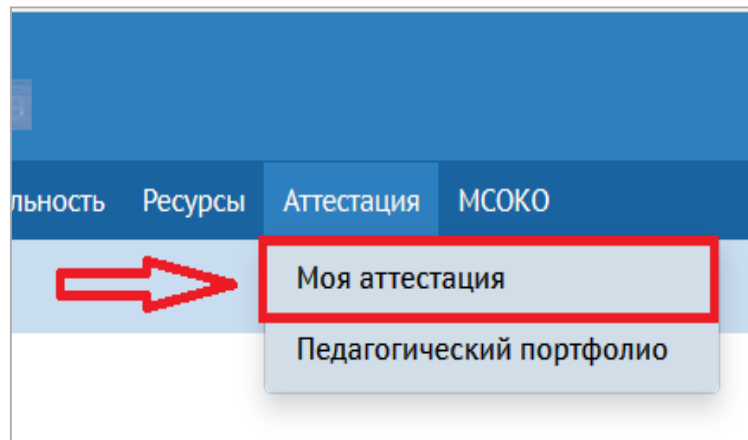 льность Ресурсы Аттестация МСОКО
Моя аттестация
Педагогический портфолио